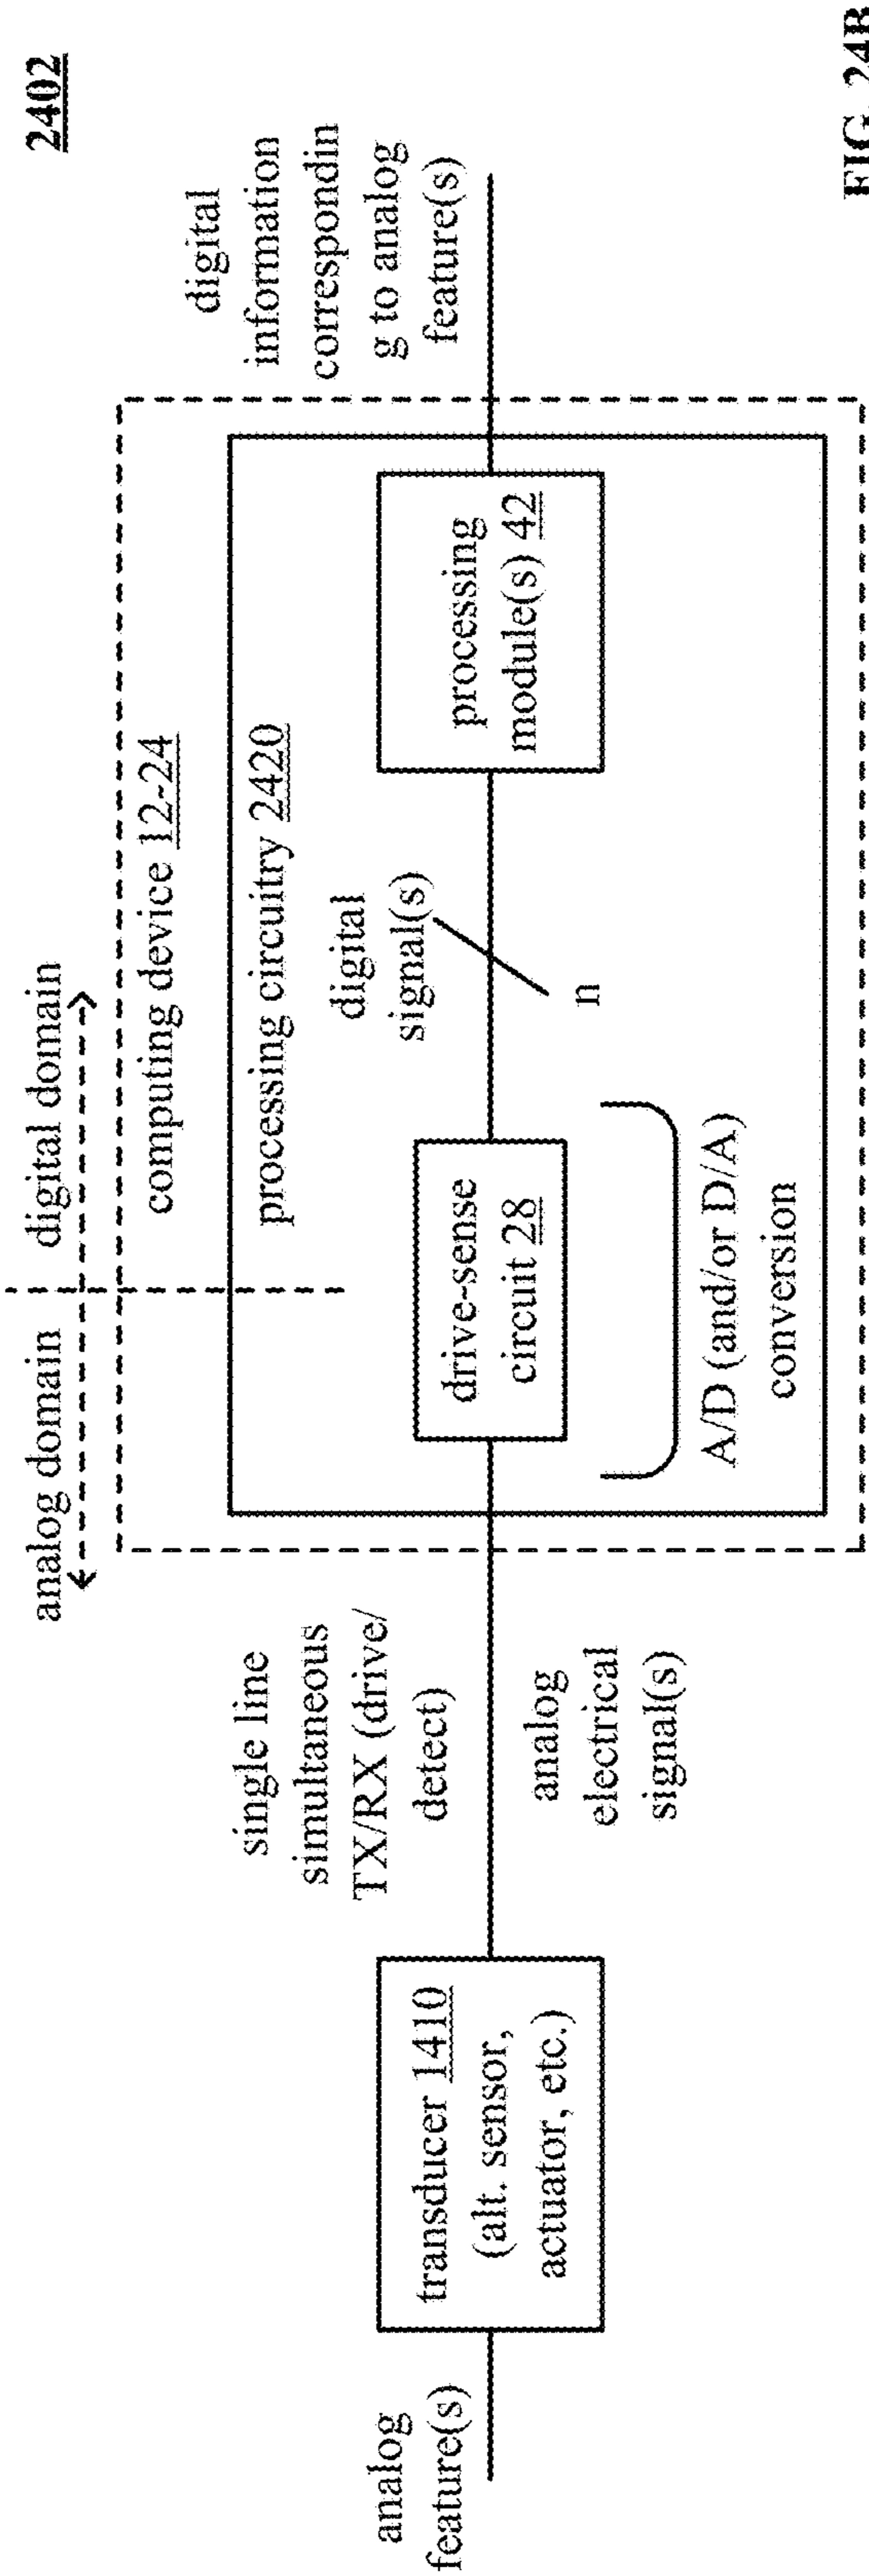 2402
analog domain
digital domain
computing device 12-24
processing circuitry 2420
analog
feature(s)
transducer 1410
(alt. sensor,
actuator, etc.)
single line
simultaneous
TX/RX (drive/
detect)
analog
electrical
signal(s)
drive-sense
circuit 28
A/D (and/or D/A)
conversion
digital
signal(s)
n
processing
module(s) 42
digital
information
correspondin
g to analog
feature(s)
FIG. 24B